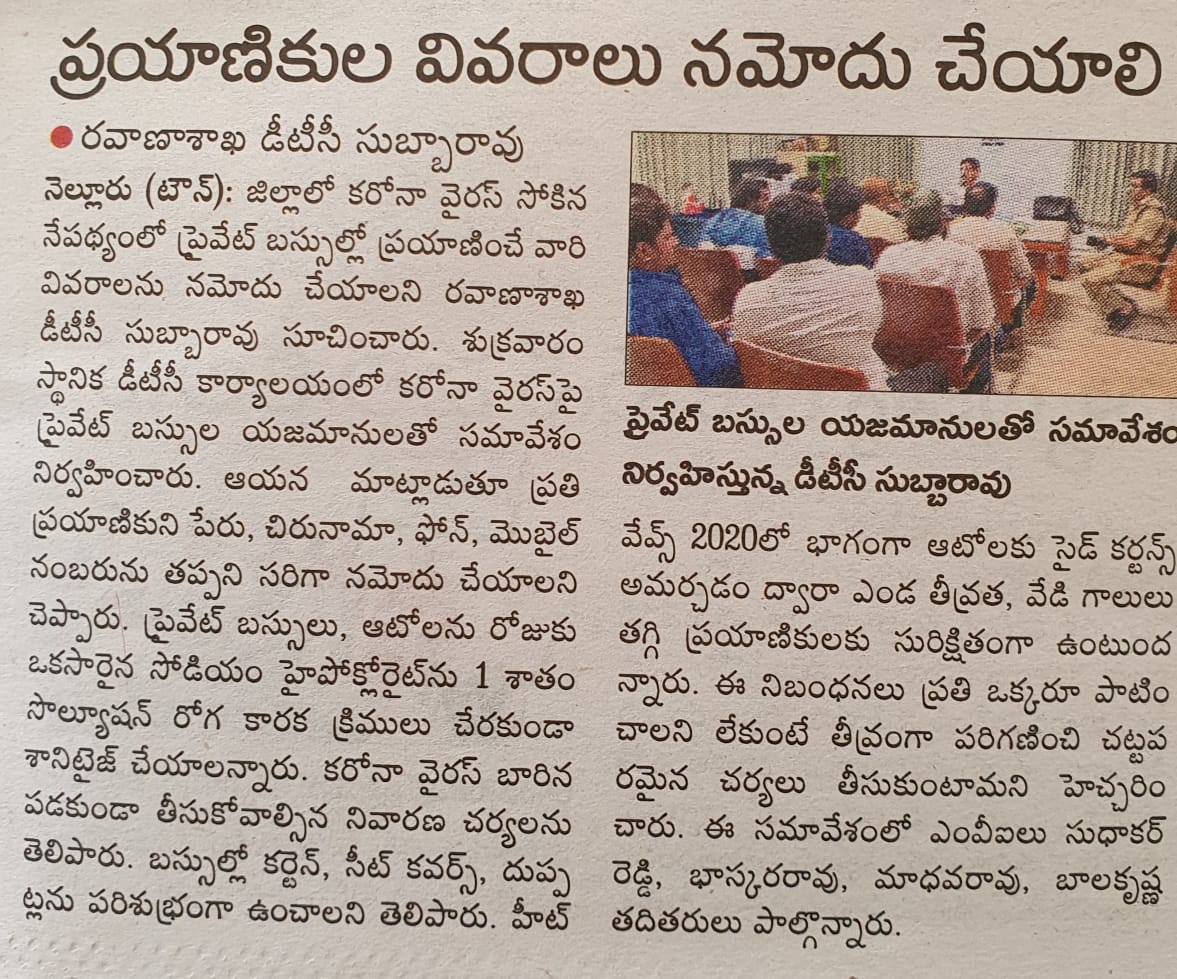 ప్రయాణికుల వివరాలు నమోదు చేయాలి
● రవాణాశాఖ డీటీసీ సుబ్బారావు
నెల్లూరు (టౌన్): జిల్లాలో కరోనా వైరస్ సోకిన
నేపథ్యంలో ప్రైవేట్ బస్సుల్లో ప్రయాణించే వారి
వివరాలను నమోదు చేయాలని రవాణాశాఖ
డీటీసీ సుబ్బారావు సూచించారు. శుక్రవారం
స్థానిక డీటీసీ కార్యాలయంలో కరోనా వైరస్‌పై
ప్రైవేట్ బస్సుల యజమానులతో సమావేశం
నిర్వహించారు. ఆయన మాట్లాడుతూ ప్రతి
ప్రయాణికుని పేరు, చిరునామా, ఫోన్, మొబైల్
నంబరును తప్పని సరిగా నమోదు చేయాలని
చెప్పారు. ప్రైవేట్ బస్సులు, ఆటోలను రోజుకు
ఒకసారైన సోడియం హైపోక్లోరైట్‌ను 1 శాతం
సొల్యూషన్ రోగ కారక క్రిములు చేరకుండా
శానిటైజ్ చేయాలన్నారు. కరోనా వైరస్ బారిన
పడకుండా తీసుకోవాల్సిన నివారణ చర్యలను
తెలిపారు. బస్సుల్లో కర్టెన్, సీట్ కవర్స్, దుప్ప
ట్లను పరిశుభ్రంగా ఉంచాలని తెలిపారు. హీట్
ప్రైవేట్ బస్సుల యజమానులతో సమావేశం
నిర్వహిస్తున్న డీటీసీ సుబ్బారావు
వేవ్స్ 2020లో భాగంగా ఆటోలకు సైడ్ కర్టన్స్
అమర్చడం ద్వారా ఎండ తీవ్రత, వేడి గాలులు
తగ్గి ప్రయాణికులకు సురిక్షితంగా ఉంటుంద
న్నారు. ఈ నిబంధనలు ప్రతి ఒక్కరూ పాటిం
చాలని లేకుంటే తీవ్రంగా పరిగణించి చట్టప
రమైన చర్యలు తీసుకుంటామని హెచ్చరిం
చారు. ఈ సమావేశంలో ఎంవీఐలు సుధాకర్
రెడ్డి, భాస్కరరావు, మాధవరావు, బాలకృష్ణ
తదితరులు పాల్గొన్నారు.